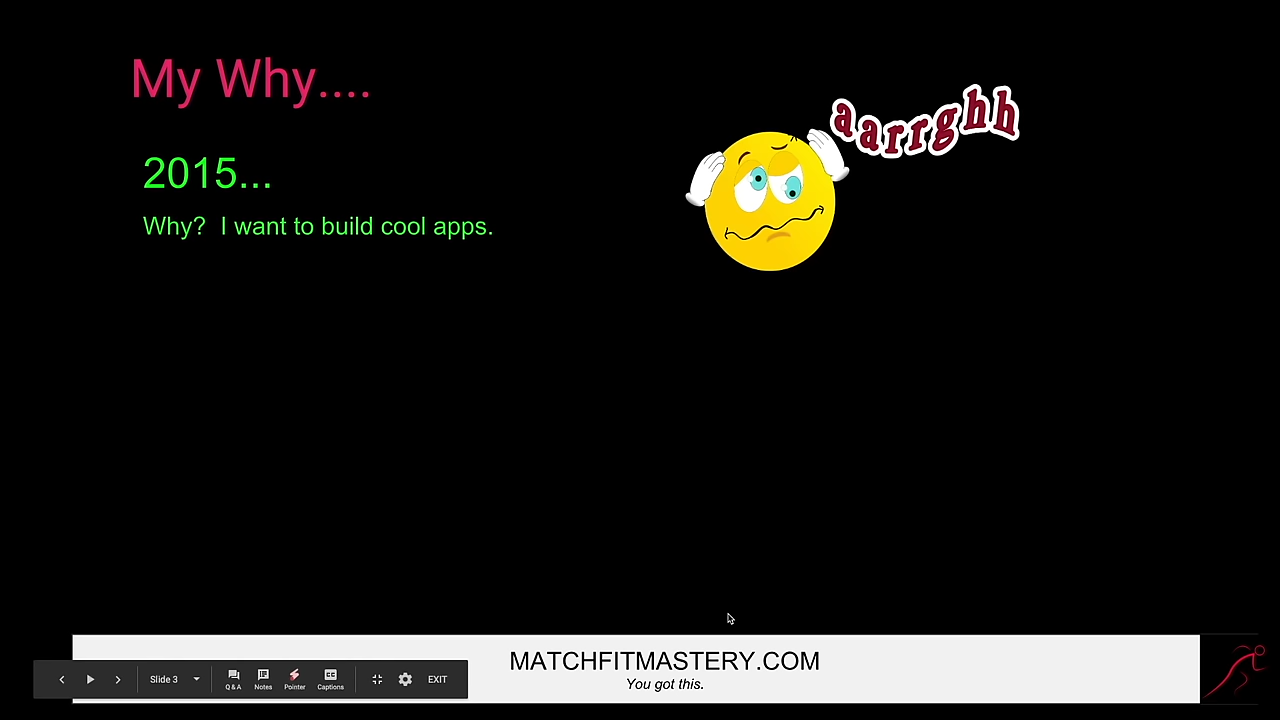 My Why....
aarrghh
2015...
Why?  I want to build cool apps.
MATCHFITMASTERY.COM
You got this.
Slide 3
Q & A
Notes
Pointer
Captions
EXIT